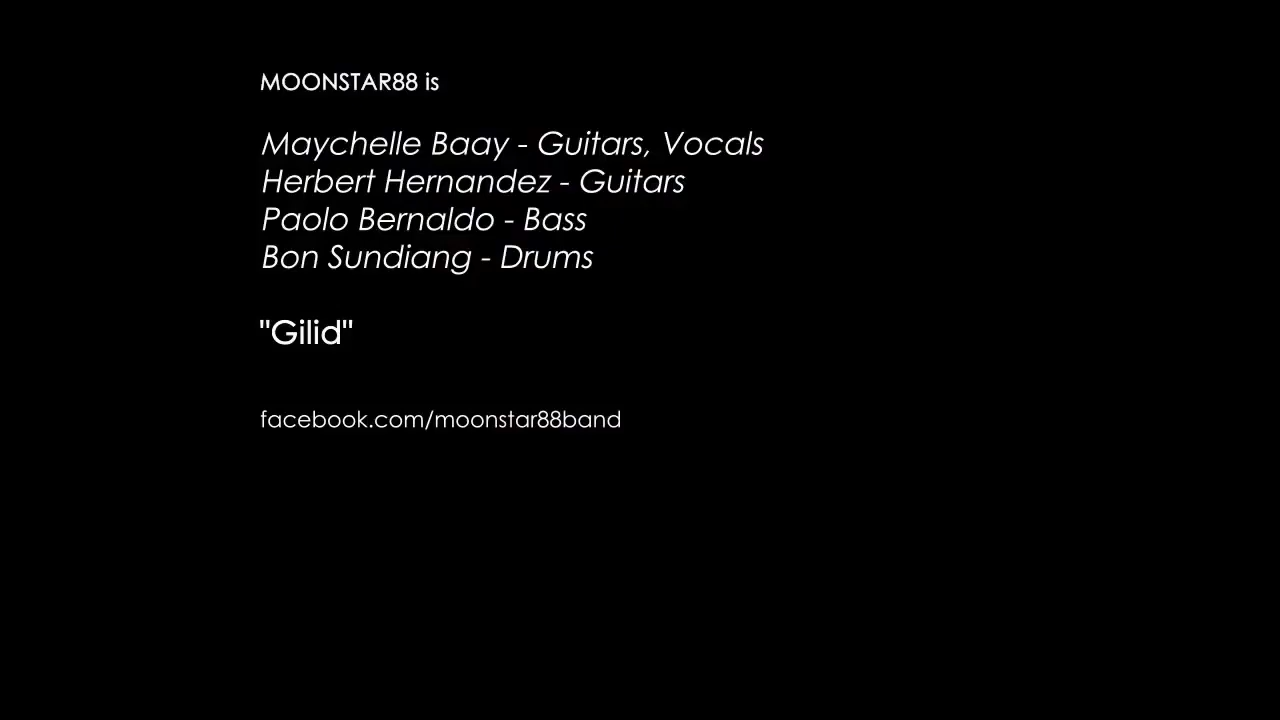 MOONSTAR88 is
Maychelle Baay - Guitars, Vocals
Herbert Hernandez - Guitars
Paolo Bernaldo - Bass
Bon Sundiang - Drums
"Gilid"
facebook.com/moonstar88band